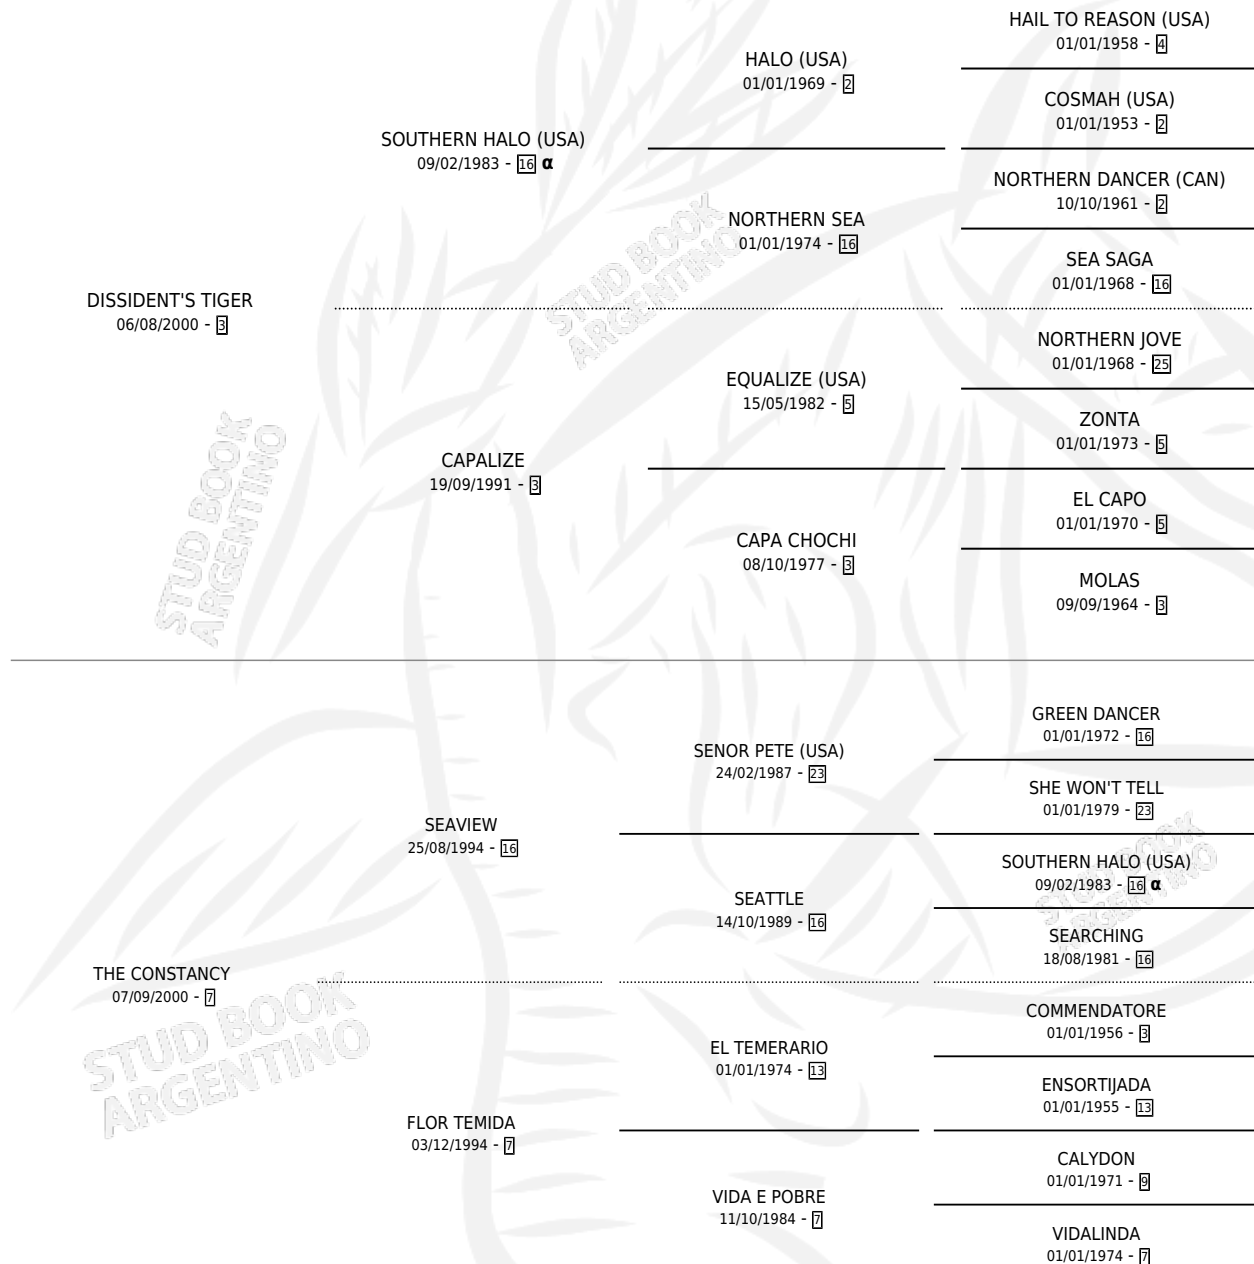 HAIL TO REASON (USA)
01/01/1958 - 4
HALO (USA)
01/01/1969 - 2
COSMAH (USA)
01/01/1953 - 2
SOUTHERN HALO (USA)
09/02/1983 - 16 α
NORTHERN DANCER (CAN)
10/10/1961 - 2
NORTHERN SEA
01/01/1974 - 16
SEA SAGA
01/01/1968 - 16
DISSIDENT'S TIGER
06/08/2000 - 3
NORTHERN JOVE
01/01/1968 - 25
EQUALIZE (USA)
15/05/1982 - 5
ZONTA
01/01/1973 - 5
CAPALIZE
19/09/1991 - 3
EL CAPO
01/01/1970 - 5
CAPA CHOCHI
08/10/1977 - 3
MOLAS
09/09/1964 - 3
STUD BOOK
ARGENTINO
STUD BOOK
ARGENTINO
GREEN DANCER
01/01/1972 - 16
SENOR PETE (USA)
24/02/1987 - 23
SHE WON'T TELL
01/01/1979 - 23
SEAVIEW
25/08/1994 - 16
SOUTHERN HALO (USA)
09/02/1983 - 16 α
SEATTLE
14/10/1989 - 16
SEARCHING
18/08/1981 - 16
STUD BOOK
ARGENTINO
THE CONSTANCY
07/09/2000 - 7
COMMENDATORE
01/01/1956 - 3
EL TEMERARIO
01/01/1974 - 13
ENSORTIJADA
01/01/1955 - 13
FLOR TEMIDA
03/12/1994 - 7
CALYDON
01/01/1971 - 9
VIDA E POBRE
11/10/1984 - 7
VIDALINDA
01/01/1974 - 7
STUD BOOK
ARGENTINO